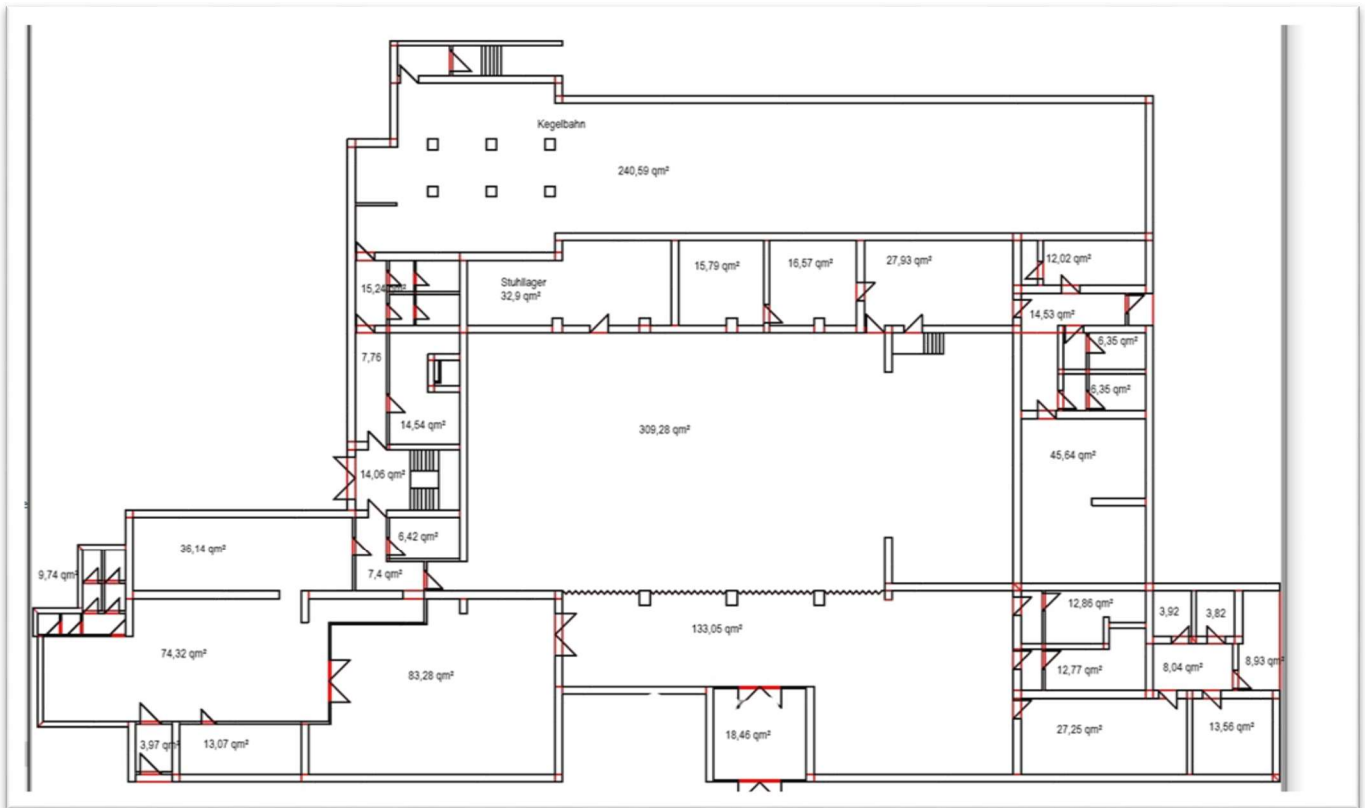 Kegelbahn
240,59 qm²
15,24 qm²
Stuhllager
32,9 qm²
15,79 qm²
16,57 qm²
27,93 qm²
12,02 qm²
14,53 qm²
7,76
6,35 qm²
6,35 qm²
14,54 qm²
309,28 qm²
45,64 qm²
14,06 qm²
36,14 qm²
6,42 qm²
9,74 qm²
7,4 qm²
12,86 qm²
3,92
3,82
133,05 qm²
74,32 qm²
83,28 qm²
12,77 qm²
8,04 qm²
8,93 qm²
3,97 qm²
13,07 qm²
18,46 qm²
27,25 qm²
13,56 qm²